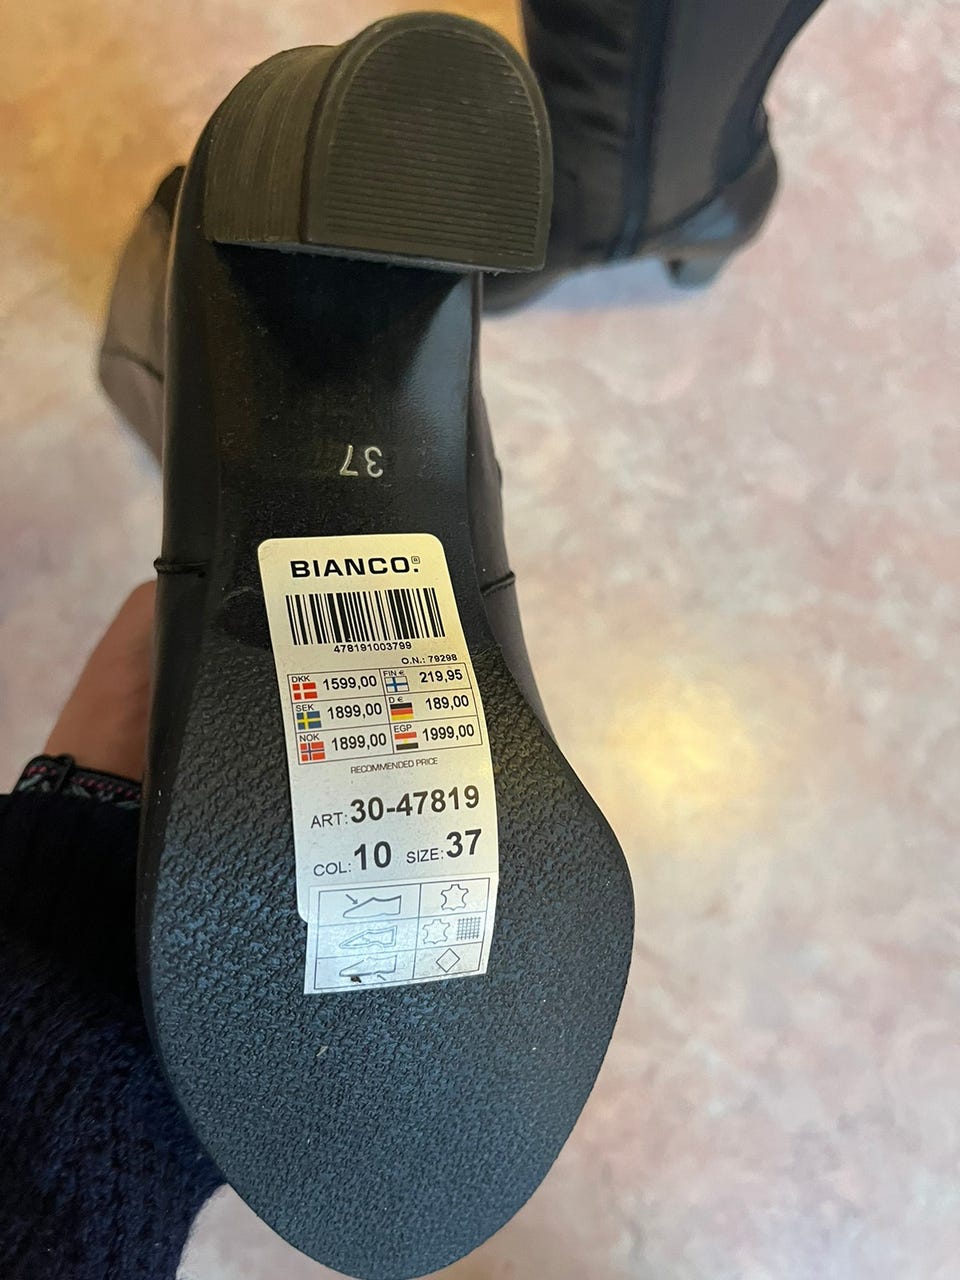 37
BIANCO.®
478191003799
O.N.: 79298
DKK 1599,00 FIN € 219,95
SEK 1899,00 D € 189,00
NOK 1899,00 EGP 1999,00
RECOMMENDED PRICE
ART: 30-47819
COL: 10 SIZE: 37